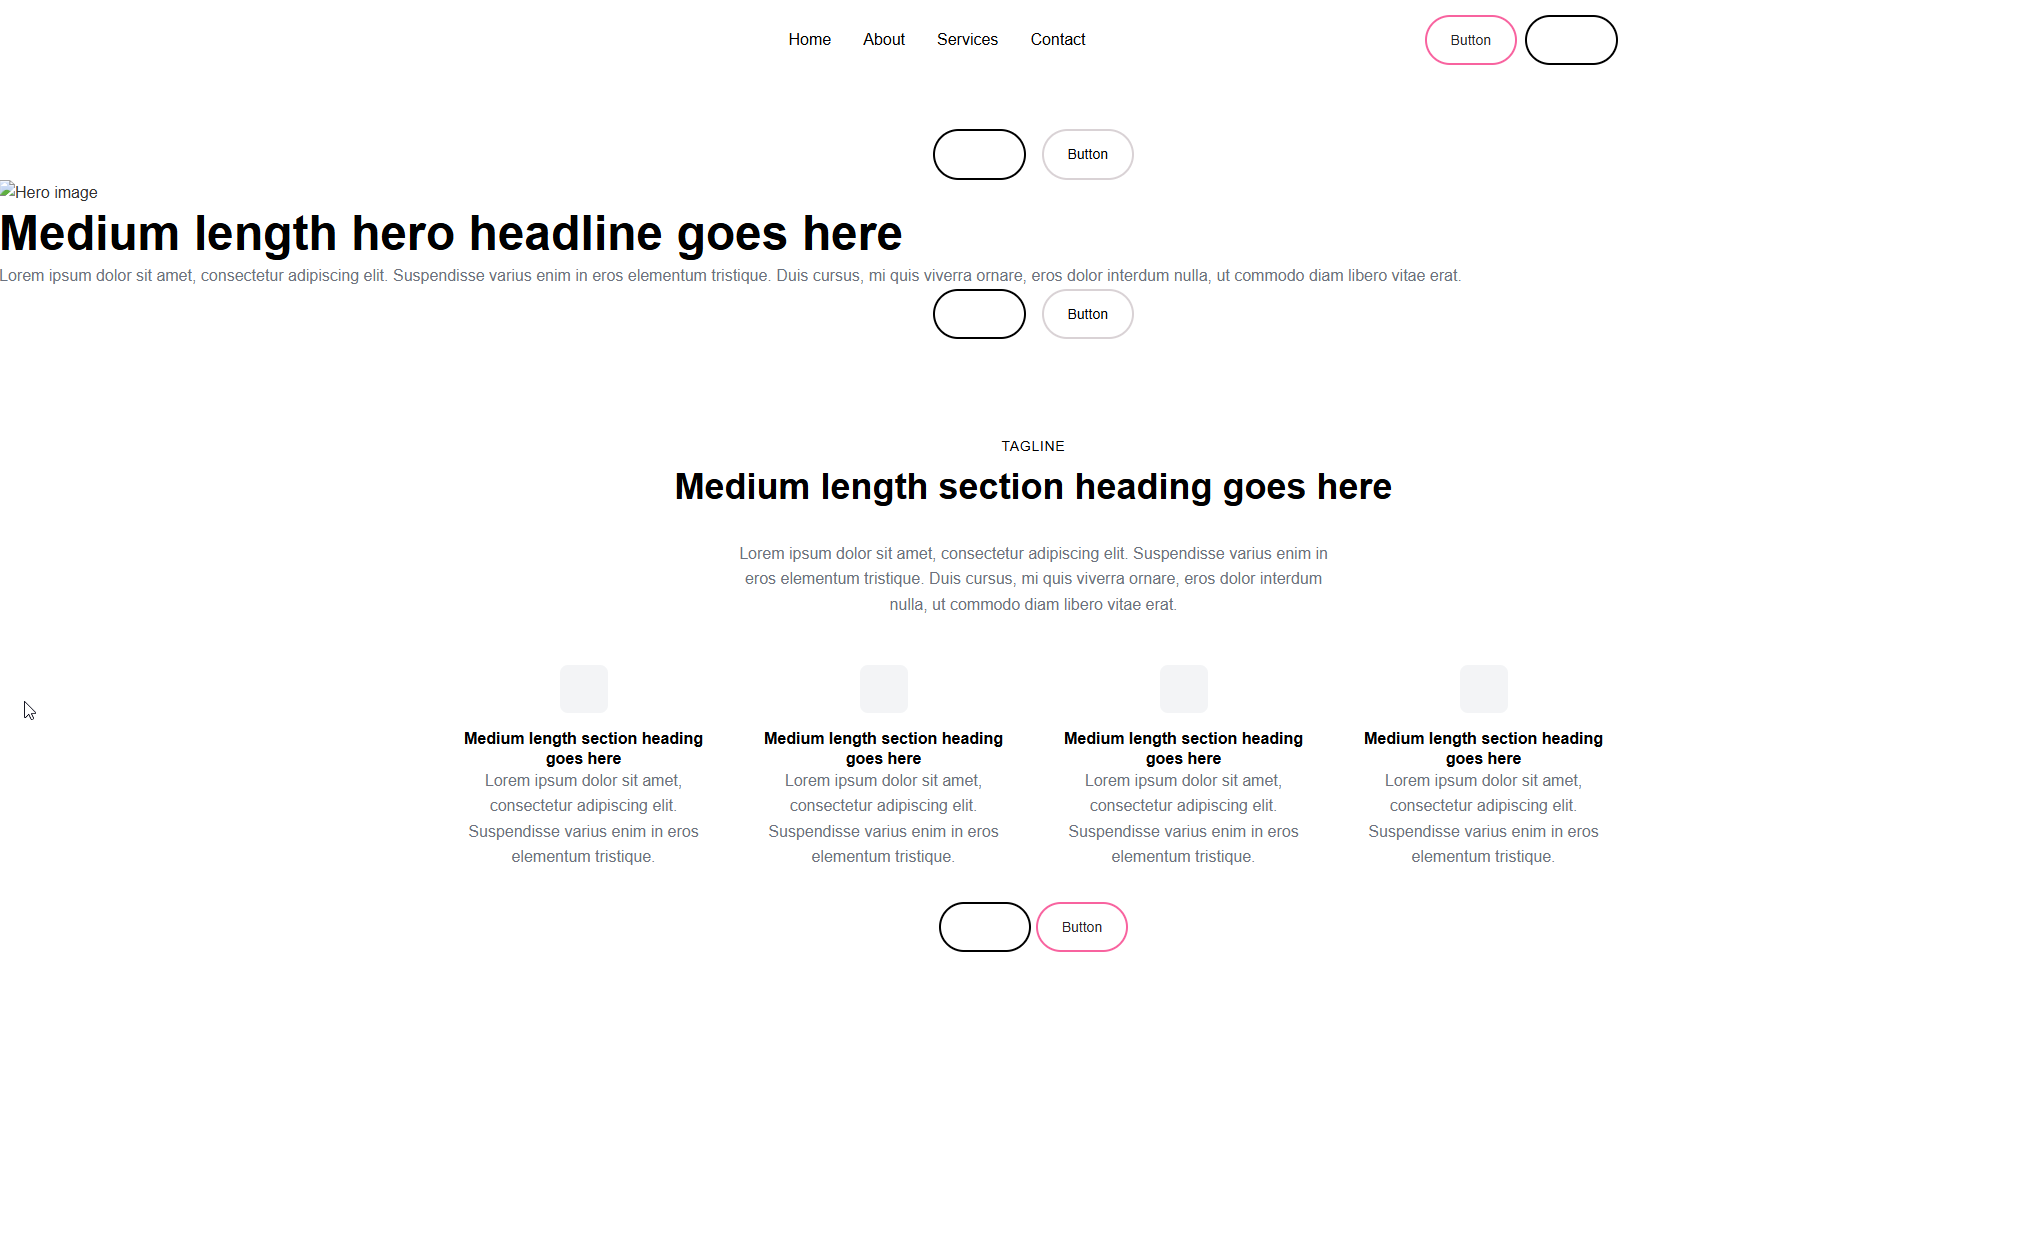 Home About Services Contact Button
Button
Hero image
Medium length hero headline goes here
Lorem ipsum dolor sit amet, consectetur adipiscing elit. Suspendisse varius enim in eros elementum tristique. Duis cursus, mi quis viverra ornare, eros dolor interdum nulla, ut commodo diam libero vitae erat.
Button
TAGLINE
Medium length section heading goes here
Lorem ipsum dolor sit amet, consectetur adipiscing elit. Suspendisse varius enim in
eros elementum tristique. Duis cursus, mi quis viverra ornare, eros dolor interdum
nulla, ut commodo diam libero vitae erat.
Medium length section heading
goes here
Lorem ipsum dolor sit amet,
consectetur adipiscing elit.
Suspendisse varius enim in eros
elementum tristique.
Medium length section heading
goes here
Lorem ipsum dolor sit amet,
consectetur adipiscing elit.
Suspendisse varius enim in eros
elementum tristique.
Medium length section heading
goes here
Lorem ipsum dolor sit amet,
consectetur adipiscing elit.
Suspendisse varius enim in eros
elementum tristique.
Medium length section heading
goes here
Lorem ipsum dolor sit amet,
consectetur adipiscing elit.
Suspendisse varius enim in eros
elementum tristique.
Button